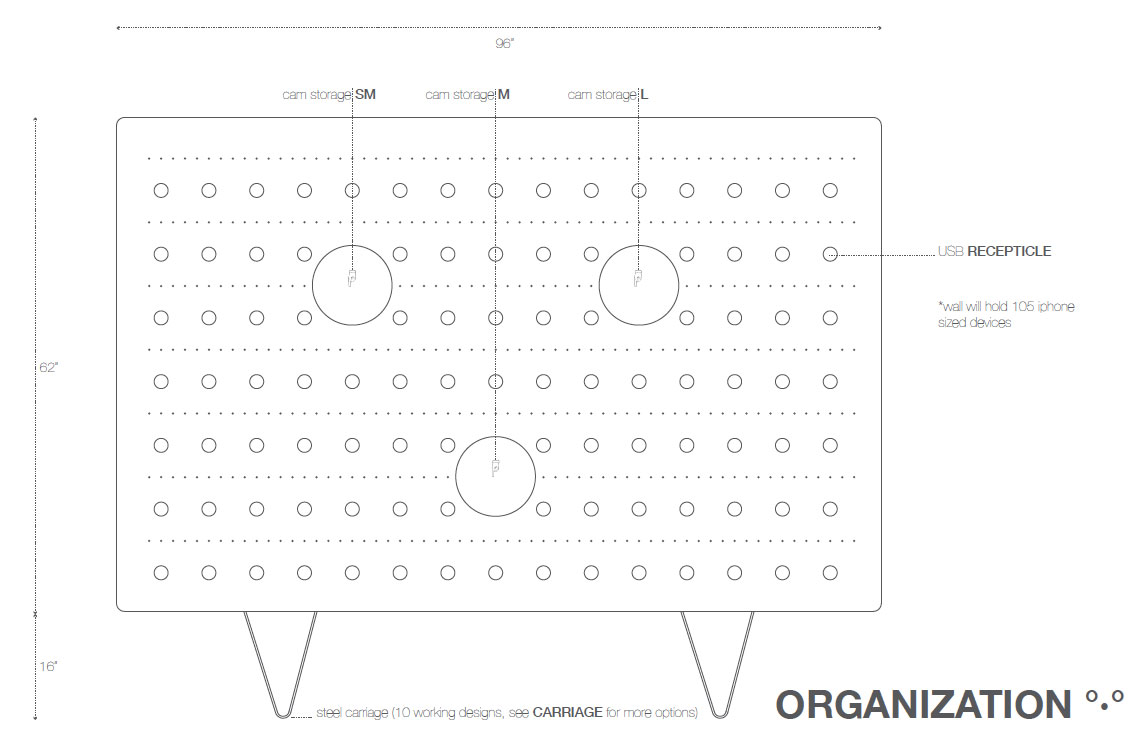 96"
cam storage SM
cam storage M
cam storage L
USB RECEPTICLE
*wall will hold 105 iphone
sized devices
62"
16"
steel carriage (10 working designs, see CARRIAGE for more options)
ORGANIZATION